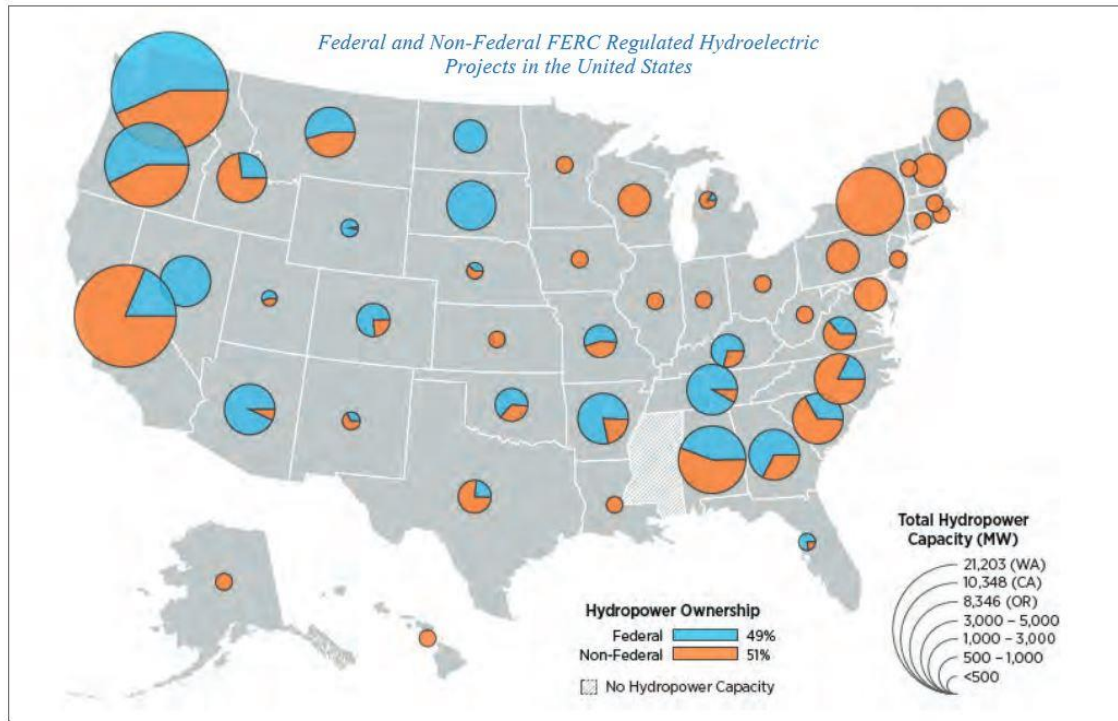 Federal and Non-Federal FERC Regulated Hydroelectric
Projects in the United States
Total Hydropower
Capacity (MW)
21,203 (WA)
10,348 (CA)
8,346 (OR)
3,000 – 5,000
1,000 – 3,000
500 – 1,000
<500
Hydropower Ownership
Federal 49%
Non-Federal 51%
No Hydropower Capacity